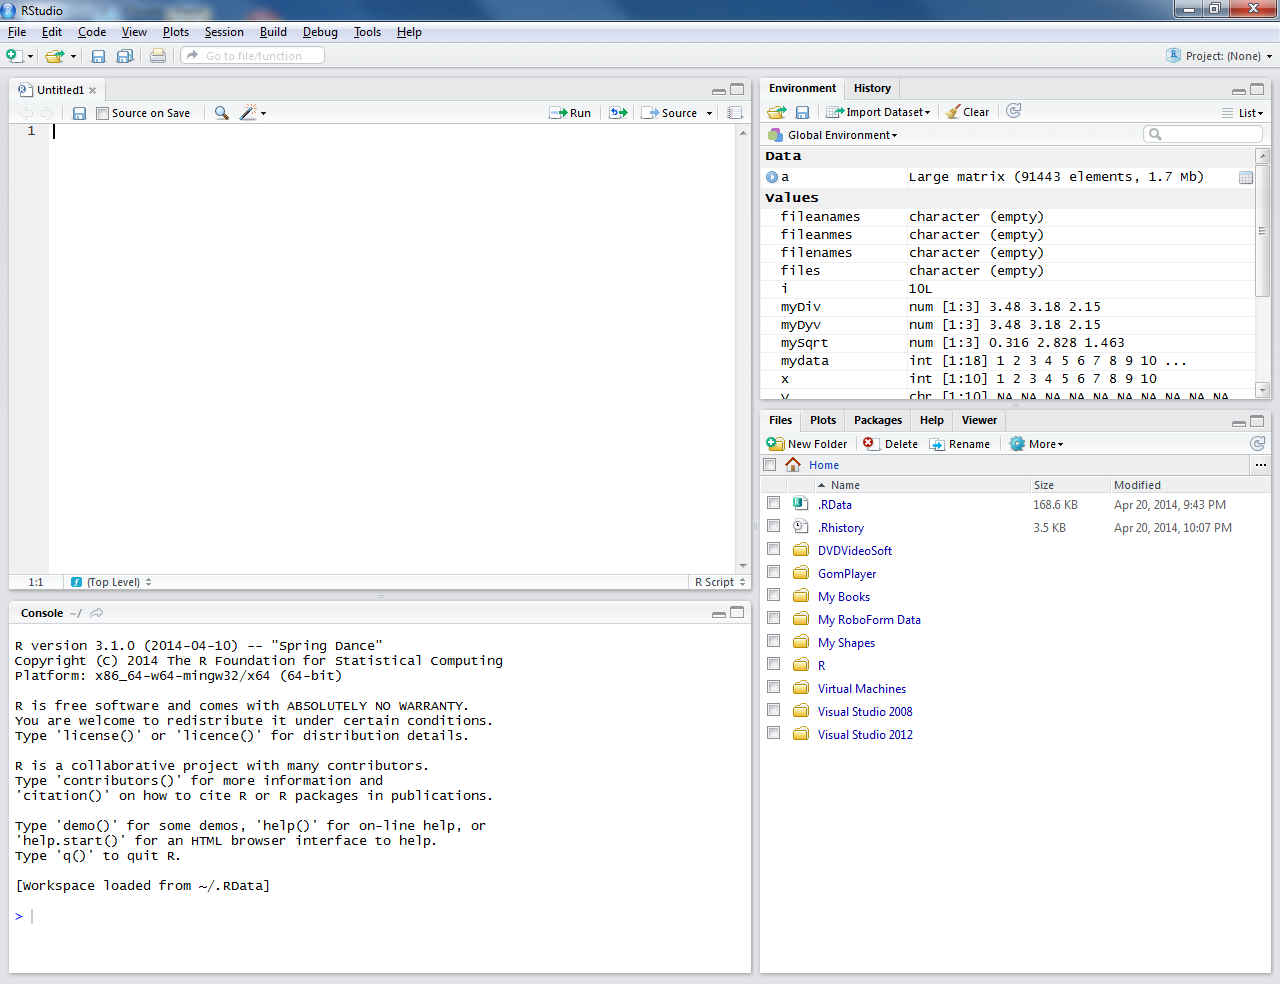 RStudio
File Edit Code View Plots Session Build Debug Tools Help
Go to file/function
Project: (None)
Untitled1
Source on Save
Run
Source
1
1:1
(Top Level)
R Script
Console ~/
R version 3.1.0 (2014-04-10) -- "Spring Dance"
Copyright (C) 2014 The R Foundation for Statistical Computing
Platform: x86_64-w64-mingw32/x64 (64-bit)
R is free software and comes with ABSOLUTELY NO WARRANTY.
You are welcome to redistribute it under certain conditions.
Type 'license()' or 'licence()' for distribution details.
R is a collaborative project with many contributors.
Type 'contributors()' for more information and
'citation()' on how to cite R or R packages in publications.
Type 'demo()' for some demos, 'help()' for on-line help, or
'help.start()' for an HTML browser interface to help.
Type 'q()' to quit R.
[Workspace loaded from ~/.RData]
>
Environment History
Import Dataset Clear List
Global Environment
Data
a Large matrix (91443 elements, 1.7 Mb)
Values
fileanames character (empty)
fileanmes character (empty)
filenames character (empty)
files character (empty)
i 10L
myDiv num [1:3] 3.48 3.18 2.15
myDyv num [1:3] 3.48 3.18 2.15
mySqrt num [1:3] 0.316 2.828 1.463
mydata int [1:18] 1 2 3 4 5 6 7 8 9 10 ...
x int [1:10] 1 2 3 4 5 6 7 8 9 10
chr [1:10] NA NA NA NA NA NA NA NA NA NA
Files Plots Packages Help Viewer
New Folder Delete Rename More
Home ...
Name Size Modified
.RData 168.6 KB Apr 20, 2014, 9:43 PM
.Rhistory 3.5 KB Apr 20, 2014, 10:07 PM
DVDVideoSoft
GomPlayer
My Books
My RoboForm Data
My Shapes
R
Virtual Machines
Visual Studio 2008
Visual Studio 2012